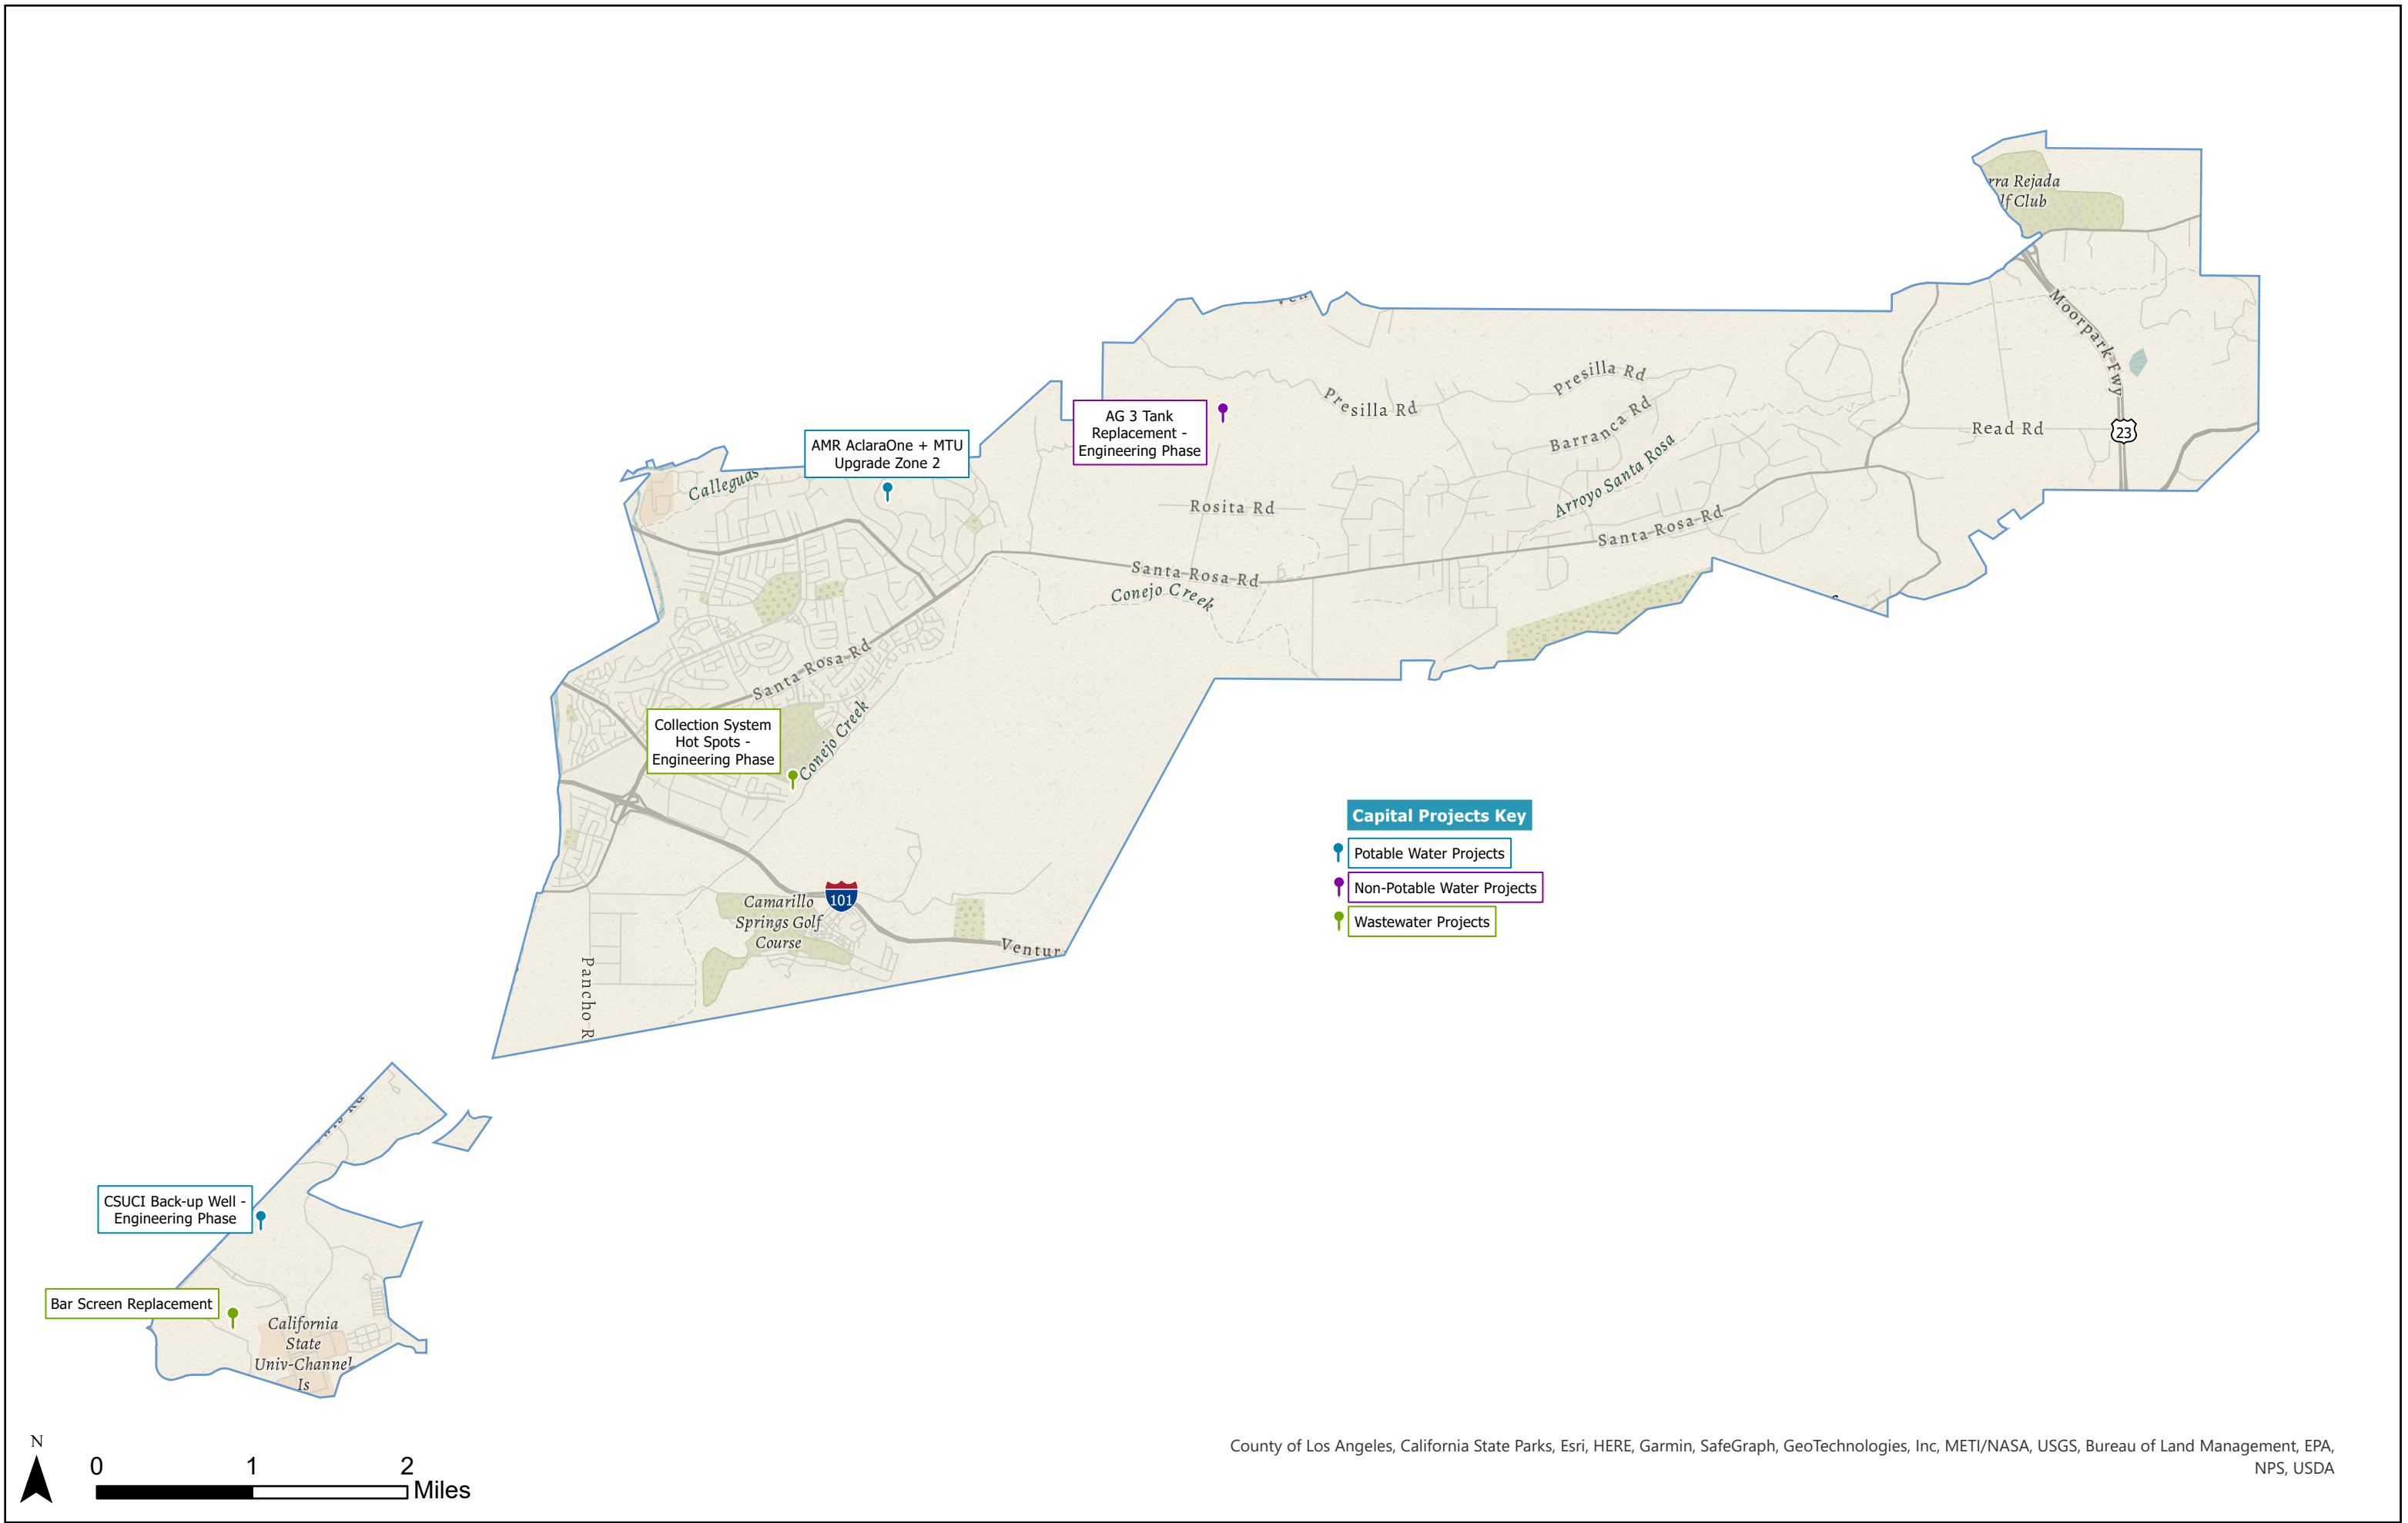 rra Rejada
lf Club
Moorpark Fwy
Presilla Rd
Presilla Rd
Barranca Rd
Read Rd
23
AG 3 Tank
Replacement -
Engineering Phase
AMR AclaraOne + MTU
Upgrade Zone 2
Calleguas
Arroyo Santa Rosa
Rosita Rd
Santa Rosa Rd
Santa Rosa Rd
Conejo Creek
Santa Rosa Rd
Collection System
Hot Spots -
Engineering Phase
Conejo Creek
Capital Projects Key
Potable Water Projects
Non-Potable Water Projects
Wastewater Projects
101
Camarillo
Springs Golf
Course
Ventur
Pancho R
CSUCI Back-up Well -
Engineering Phase
Bar Screen Replacement
California
State
Univ-Channel
Is
N
0 1 2
Miles
County of Los Angeles, California State Parks, Esri, HERE, Garmin, SafeGraph, GeoTechnologies, Inc, METI/NASA, USGS, Bureau of Land Management, EPA,
NPS, USDA